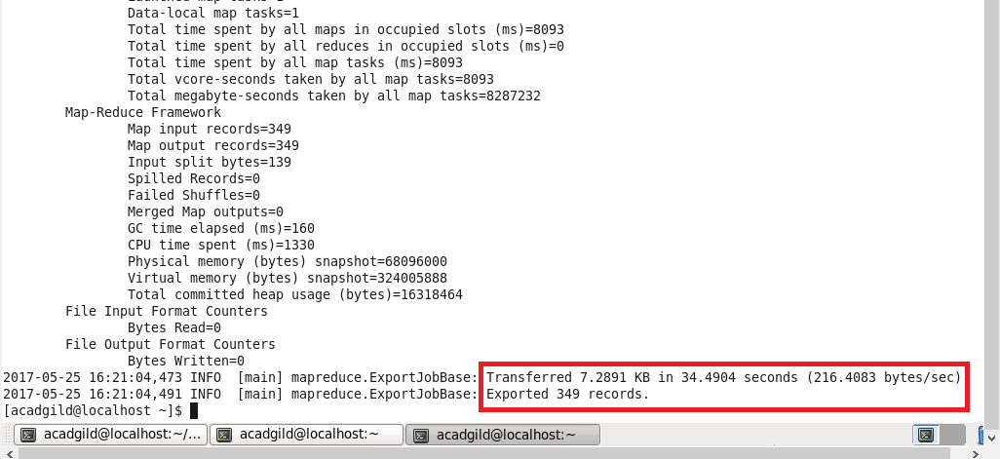 Launched map tasks=1
Data-local map tasks=1
Total time spent by all maps in occupied slots (ms)=8093
Total time spent by all reduces in occupied slots (ms)=0
Total time spent by all map tasks (ms)=8093
Total vcore-seconds taken by all map tasks=8093
Total megabyte-seconds taken by all map tasks=8287232
Map-Reduce Framework
Map input records=349
Map output records=349
Input split bytes=139
Spilled Records=0
Failed Shuffles=0
Merged Map outputs=0
GC time elapsed (ms)=160
CPU time spent (ms)=1330
Physical memory (bytes) snapshot=68096000
Virtual memory (bytes) snapshot=324005888
Total committed heap usage (bytes)=16318464
File Input Format Counters
Bytes Read=0
File Output Format Counters
Bytes Written=0
2017-05-25 16:21:04,473 INFO  [main] mapreduce.ExportJobBase: Transferred 7.2891 KB in 34.4904 seconds (216.4083 bytes/sec)
2017-05-25 16:21:04,491 INFO  [main] mapreduce.ExportJobBase: Exported 349 records.
[acadgild@localhost ~]$
acadgild@localhost:~/... acadgild@localhost:~ acadgild@localhost:~